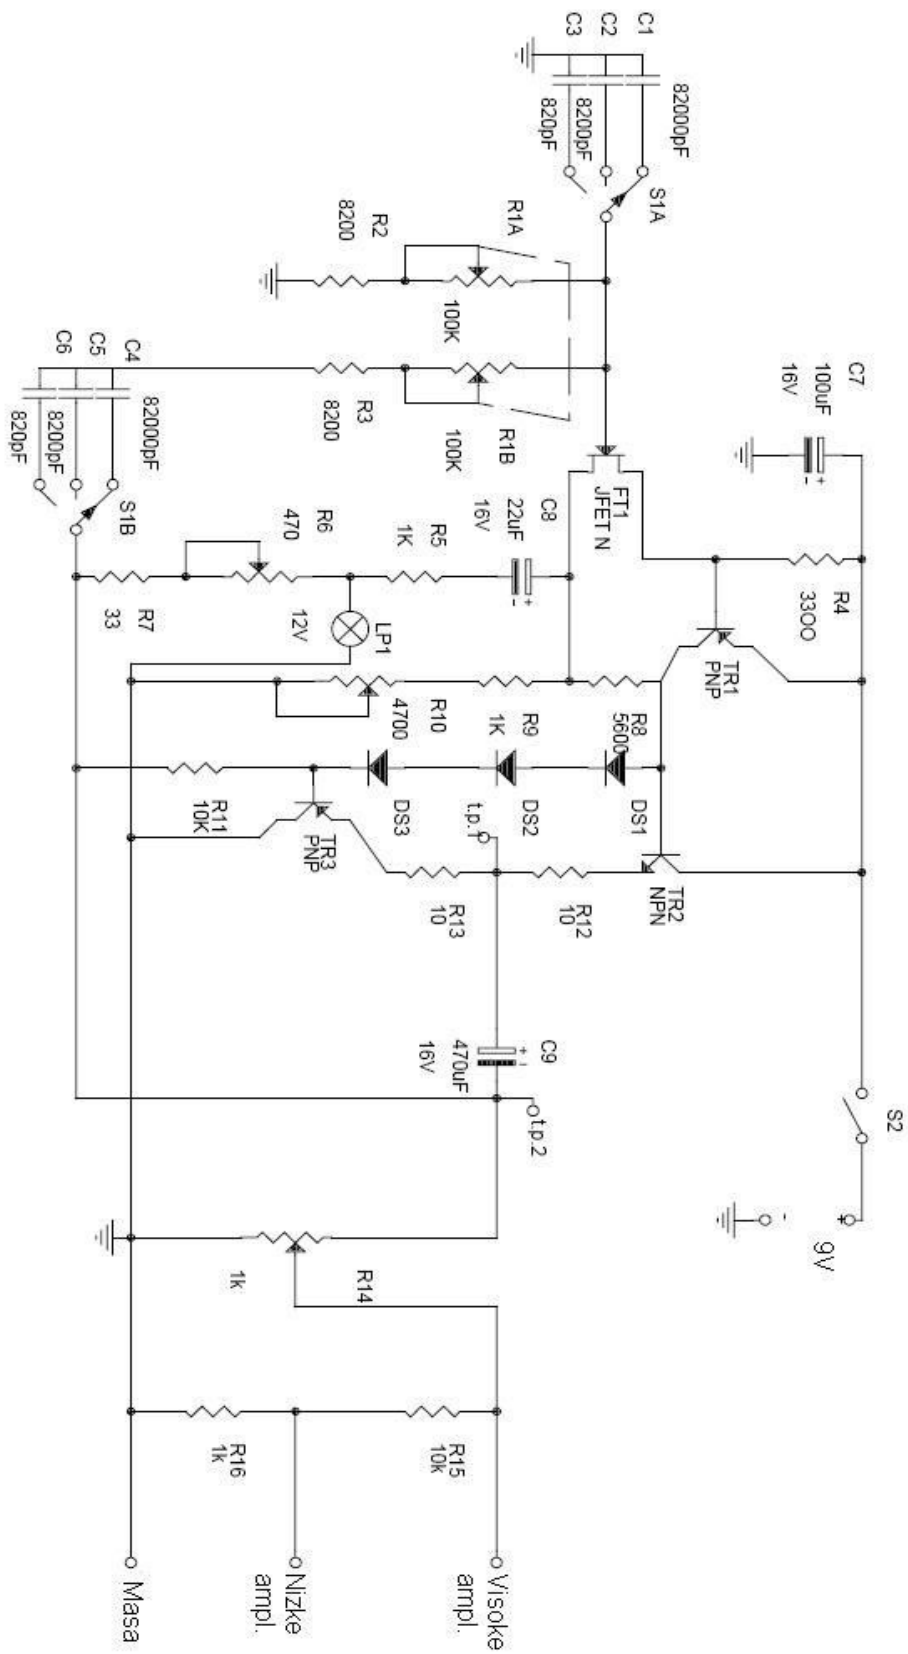 C1
C2
C3
82000pF
8200pF
820pF
S1A
R1A
R2
8200
100K
C4
C5
C6
82000pF
8200pF
820pF
S1B
R3
8200
R1B
100K
C7
100uF
16V
+
-
FT1
JFET N
R4
3300
TR1
PNP
C8
22uF
16V
+
-
R5
1K
R6
470
R7
33
LP1
12V
R8
5600
R9
1K
R10
4700
DS1
DS2
DS3
R11
10K
TR3
PNP
TR2
NPN
t.p.1
R12
10
R13
10
C9
470uF
16V
+
-
t.p.2
S2
+
-
9V
R14
1k
R15
10k
R16
1k
Visoke
ampl.
Nizke
ampl.
Masa